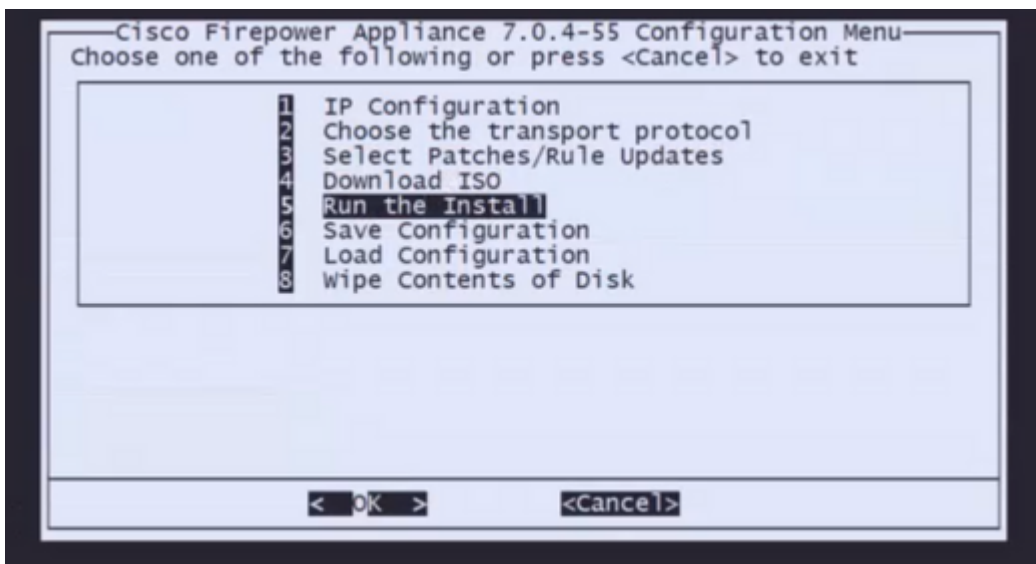 Cisco Firepower Appliance 7.0.4-55 Configuration Menu
Choose one of the following or press <Cancel> to exit
1 IP Configuration
2 Choose the transport protocol
3 Select Patches/Rule Updates
4 Download ISO
5 Run the Install
6 Save Configuration
7 Load Configuration
8 Wipe Contents of Disk
< OK > <Cancel>